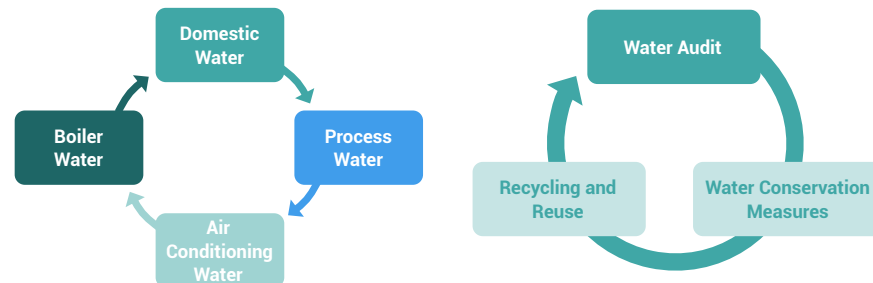 Domestic
Water
Process
Water
Air
Conditioning
Water
Boiler
Water
Water Audit
Water Conservation
Measures
Recycling and
Reuse